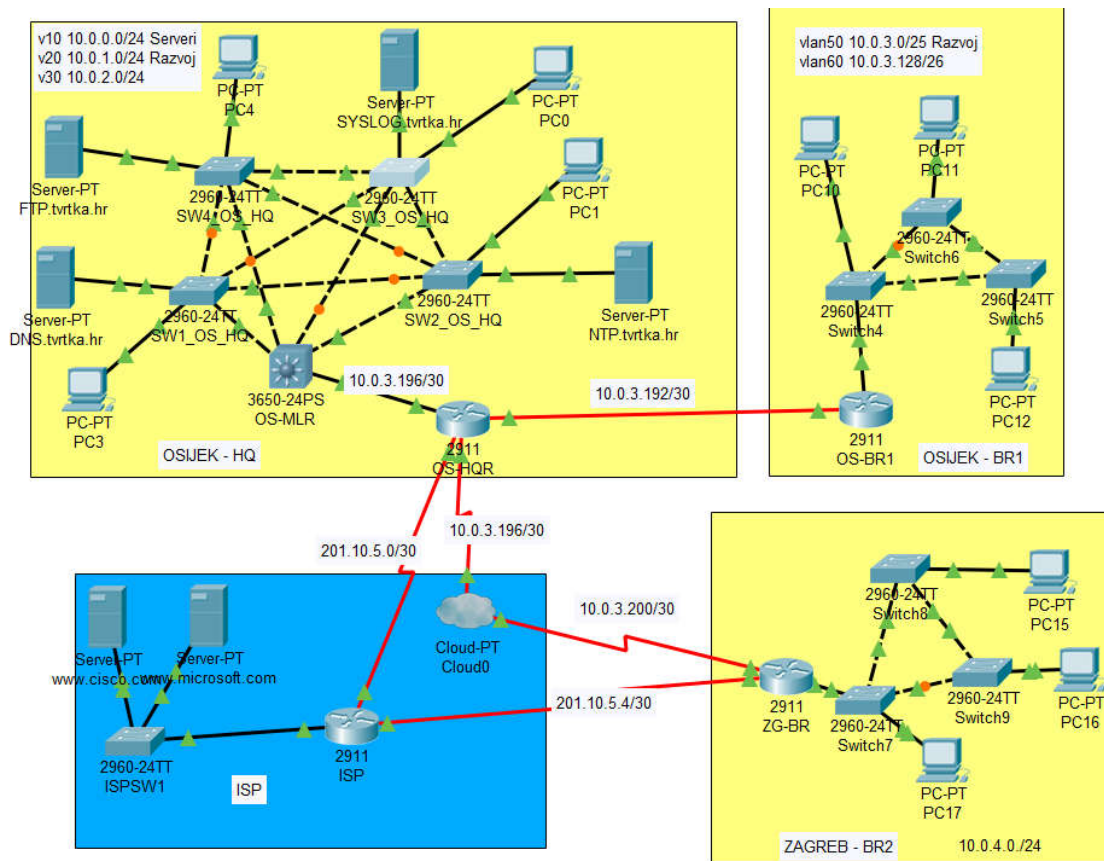 v10 10.0.0.0/24 Serveri
v20 10.0.1.0/24 Razvoj
v30 10.0.2.0/24
PC-PT
PC4
Server-PT
SYSLOG.tvrtka.hr
PC-PT
PC0
Server-PT
FTP.tvrtka.hr
2960-24TT
SW4_OS_HQ
2960-24TT
SW3_OS_HQ
PC-PT
PC1
Server-PT
DNS.tvrtka.hr
2960-24TT
SW1_OS_HQ
2960-24TT
SW2_OS_HQ
Server-PT
NTP.tvrtka.hr
PC-PT
PC3
3650-24PS
OS-MLR
10.0.3.196/30
10.0.3.192/30
2911
OS-HQR
OSIJEK - HQ
vlan50 10.0.3.0/25 Razvoj
vlan60 10.0.3.128/26
PC-PT
PC10
PC-PT
PC11
2960-24TT
Switch6
2960-24TT
Switch4
2960-24TT
Switch5
PC-PT
PC12
2911
OS-BR1
OSIJEK - BR1
201.10.5.0/30
10.0.3.196/30
10.0.3.200/30
201.10.5.4/30
Server-PT
www.cisco.com
Server-PT
www.microsoft.com
Cloud-PT
Cloud0
2960-24TT
ISPSW1
2911
ISP
ISP
2960-24TT
Switch8
PC-PT
PC15
2911
ZG-BR
2960-24TT
Switch7
2960-24TT
Switch9
PC-PT
PC16
PC-PT
PC17
ZAGREB - BR2
10.0.4.0./24